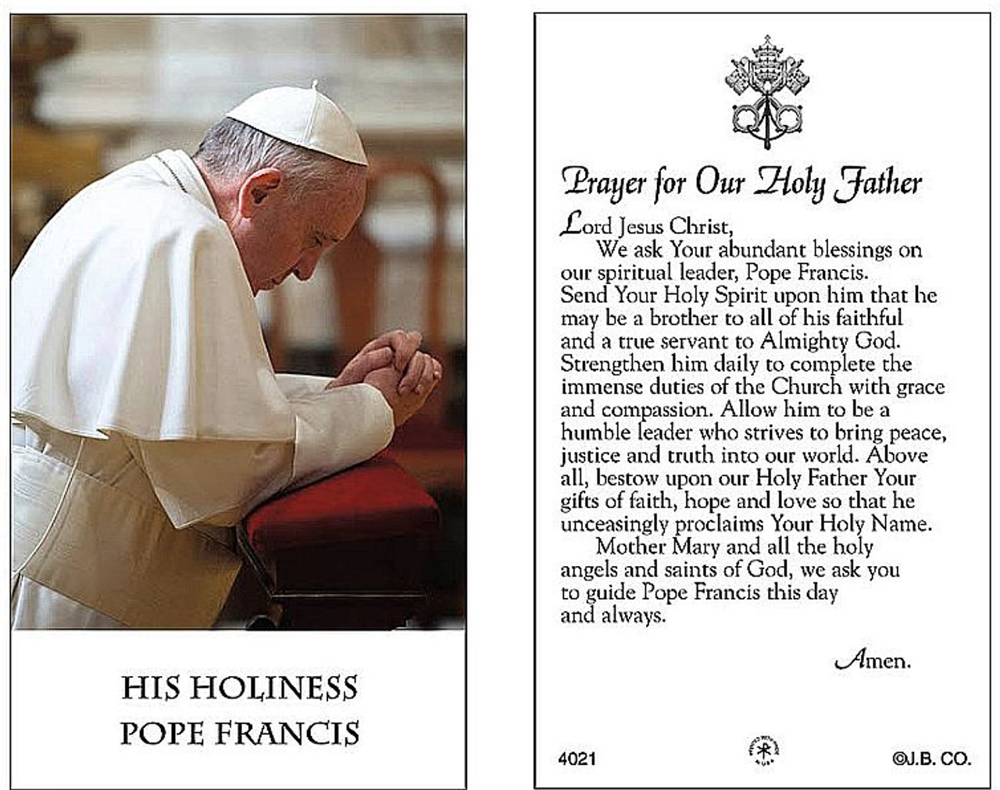 HIS HOLINESS
POPE FRANCIS
Prayer for Our Holy Father
Lord Jesus Christ,
We ask Your abundant blessings on
our spiritual leader, Pope Francis.
Send Your Holy Spirit upon him that he
may be a brother to all of his faithful
and a true servant to Almighty God.
Strengthen him daily to complete the
immense duties of the Church with grace
and compassion. Allow him to be a
humble leader who strives to bring peace,
justice and truth into our world. Above
all, bestow upon our Holy Father Your
gifts of faith, hope and love so that he
unceasingly proclaims Your Holy Name.
Mother Mary and all the holy
angels and saints of God, we ask you
to guide Pope Francis this day
and always.
Amen.
4021
©J.B. CO.